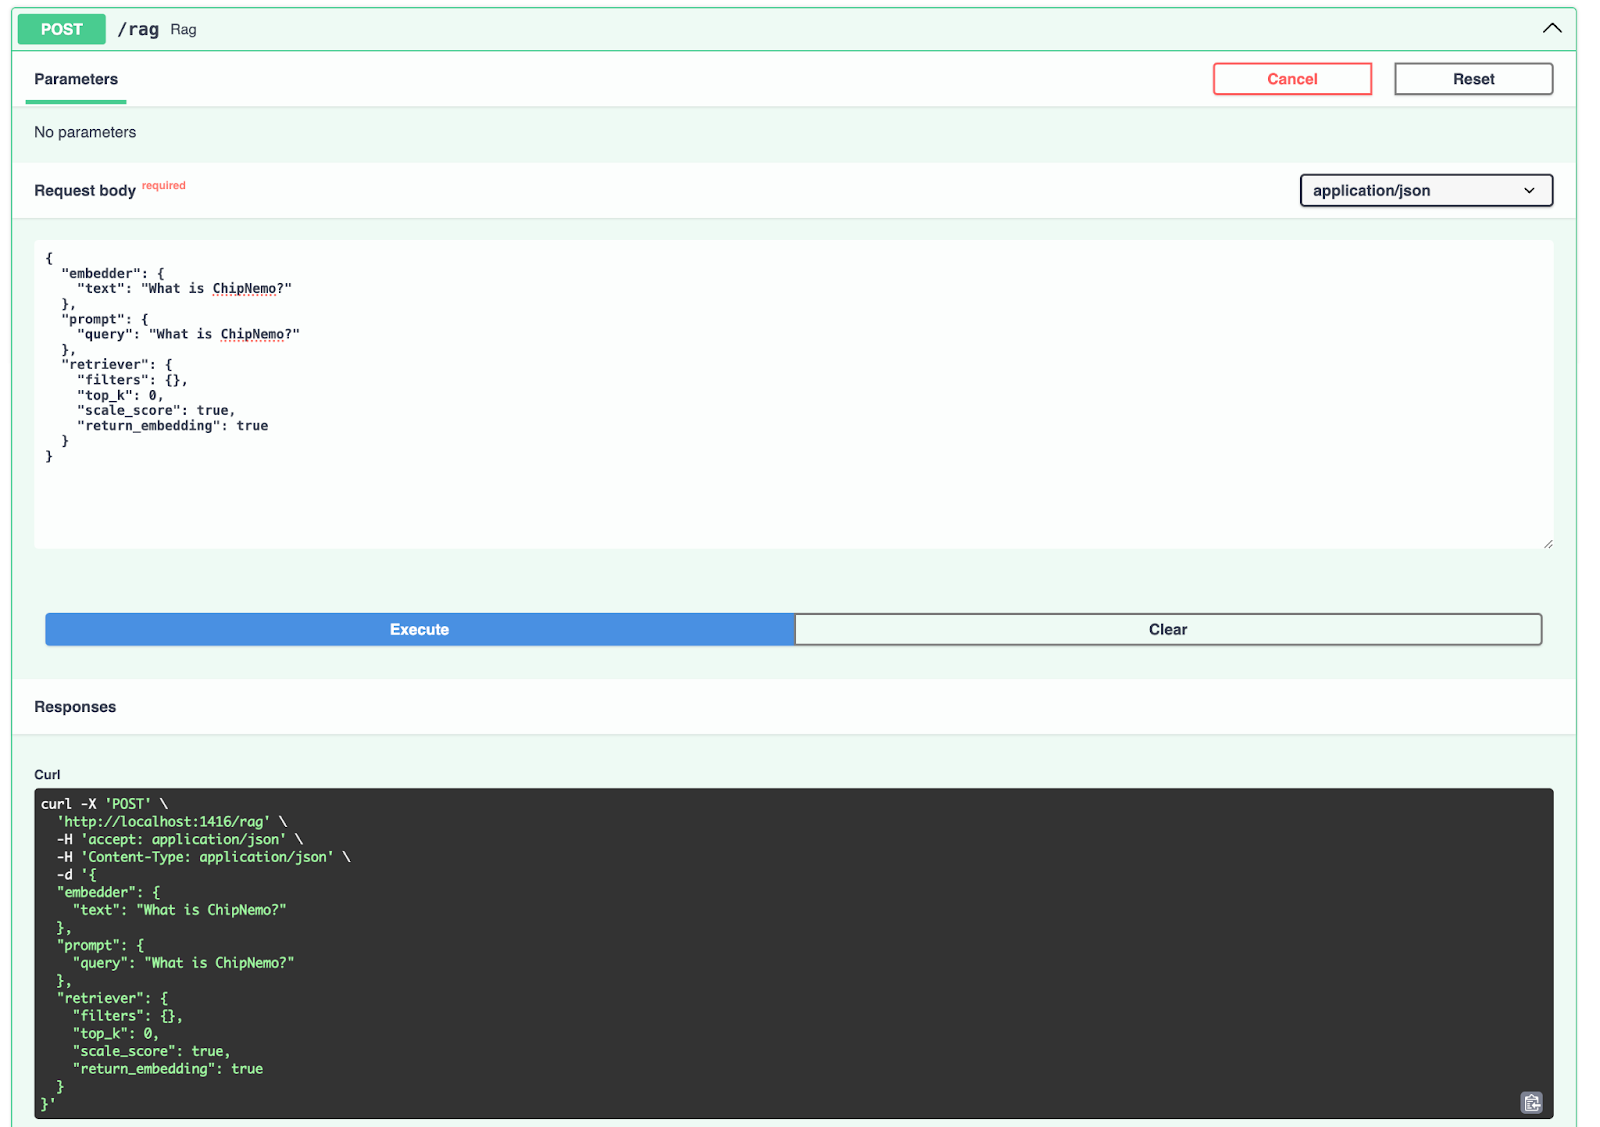 POST /rag Rag
Parameters Cancel Reset
No parameters
Request body required application/json
{
  "embedder": {
    "text": "What is ChipNemo?"
  },
  "prompt": {
    "query": "What is ChipNemo?"
  },
  "retriever": {
    "filters": {},
    "top_k": 0,
    "scale_score": true,
    "return_embedding": true
  }
}
Execute Clear
Responses
Curl
curl -X 'POST' \
  'http://localhost:1416/rag' \
  -H 'accept: application/json' \
  -H 'Content-Type: application/json' \
  -d '{
  "embedder": {
    "text": "What is ChipNemo?"
  },
  "prompt": {
    "query": "What is ChipNemo?"
  },
  "retriever": {
    "filters": {},
    "top_k": 0,
    "scale_score": true,
    "return_embedding": true
  }
}'